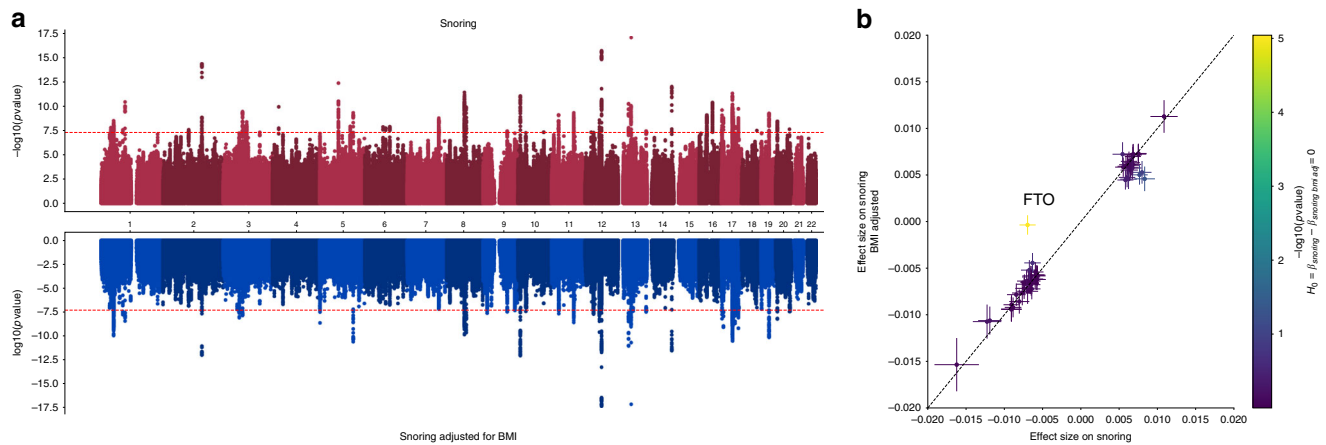 a
Snoring
17.5
15.0
12.5
10.0
7.5
5.0
2.5
0.0
−log10(pvalue)
1 2 3 4 5 6 7 8 9 10 11 12 13 14 15 16 17 18 19 20 21 22
0.0
−2.5
−5.0
−7.5
−10.0
−12.5
−15.0
−17.5
log10(pvalue)
Snoring adjusted for BMI
b
0.020
0.015
0.010
0.005
0.000
−0.005
−0.010
−0.015
−0.020
Effect size on snoring
BMI adjusted
FTO
−0.020 −0.015 −0.010 −0.005 0.000 0.005 0.010 0.015 0.020
Effect size on snoring
5
4
3
2
1
−log10(pvalue)
H0 = βsnoring − βsnoring bmi adj = 0